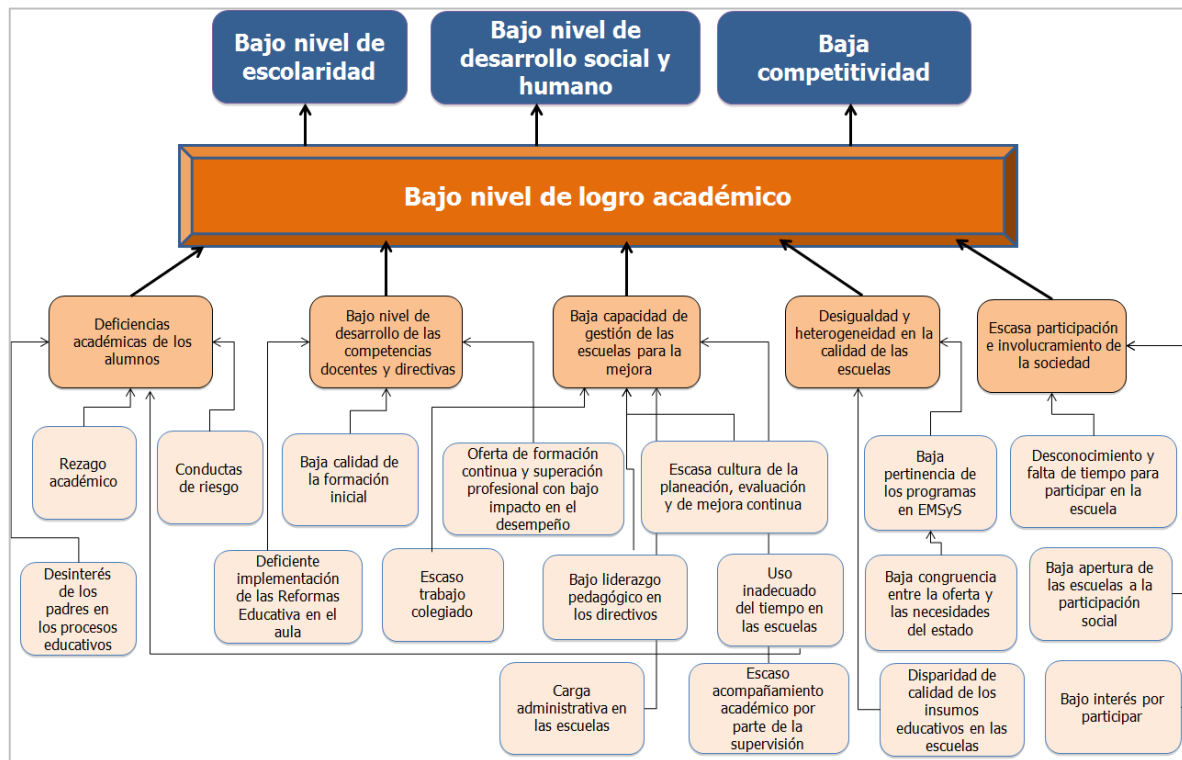 Bajo nivel de
escolaridad
Bajo nivel de
desarrollo social y
humano
Baja
competitividad
Bajo nivel de logro académico
Deficiencias
académicas de los
alumnos
Bajo nivel de
desarrollo de las
competencias
docentes y directivas
Baja capacidad de
gestión de las
escuelas para la
mejora
Desigualdad y
heterogeneidad en la
calidad de las
escuelas
Escasa participación
e involucramiento de
la sociedad
Rezago
académico
Conductas
de riesgo
Baja calidad de
la formación
inicial
Oferta de formación
continua y superación
profesional con bajo
impacto en el
desempeño
Escasa cultura de la
planeación, evaluación
y de mejora continua
Baja
pertinencia de
los programas
en EMSyS
Desconocimiento y
falta de tiempo para
participar en la
escuela
Desinterés
de los
padres en
los procesos
educativos
Deficiente
implementación
de las Reformas
Educativa en el
aula
Escaso
trabajo
colegiado
Bajo liderazgo
pedagógico en
los directivos
Uso
inadecuado
del tiempo en
las escuelas
Baja congruencia
entre la oferta y
las necesidades
del estado
Baja apertura de
las escuelas a la
participación
social
Carga
administrativa en
las escuelas
Escaso
acompañamiento
académico por
parte de la
supervisión
Disparidad de
calidad de los
insumos
educativos en las
escuelas
Bajo interés por
participar